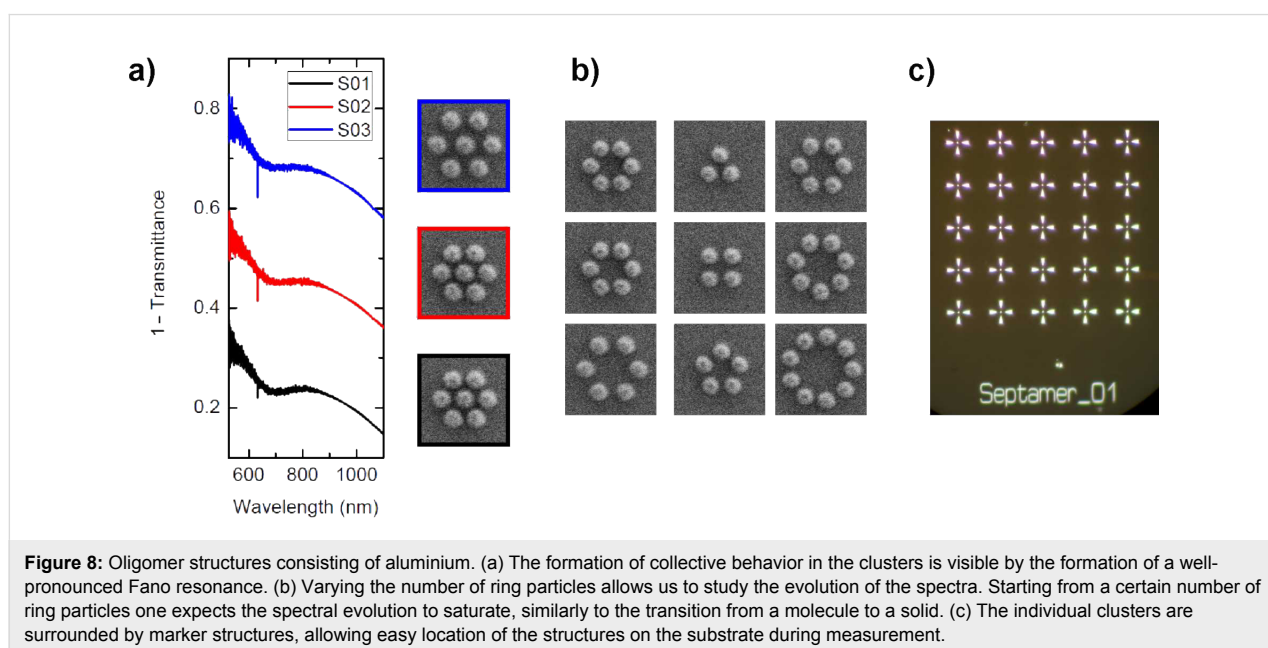 a)
b)
c)
S01
S02
S03
0.8
0.6
0.4
0.2
1 - Transmittance
600 800 1000
Wavelength (nm)
Septamer_01
Figure 8: Oligomer structures consisting of aluminium. (a) The formation of collective behavior in the clusters is visible by the formation of a well-
pronounced Fano resonance. (b) Varying the number of ring particles allows us to study the evolution of the spectra. Starting from a certain number of
ring particles one expects the spectral evolution to saturate, similarly to the transition from a molecule to a solid. (c) The individual clusters are
surrounded by marker structures, allowing easy location of the structures on the substrate during measurement.